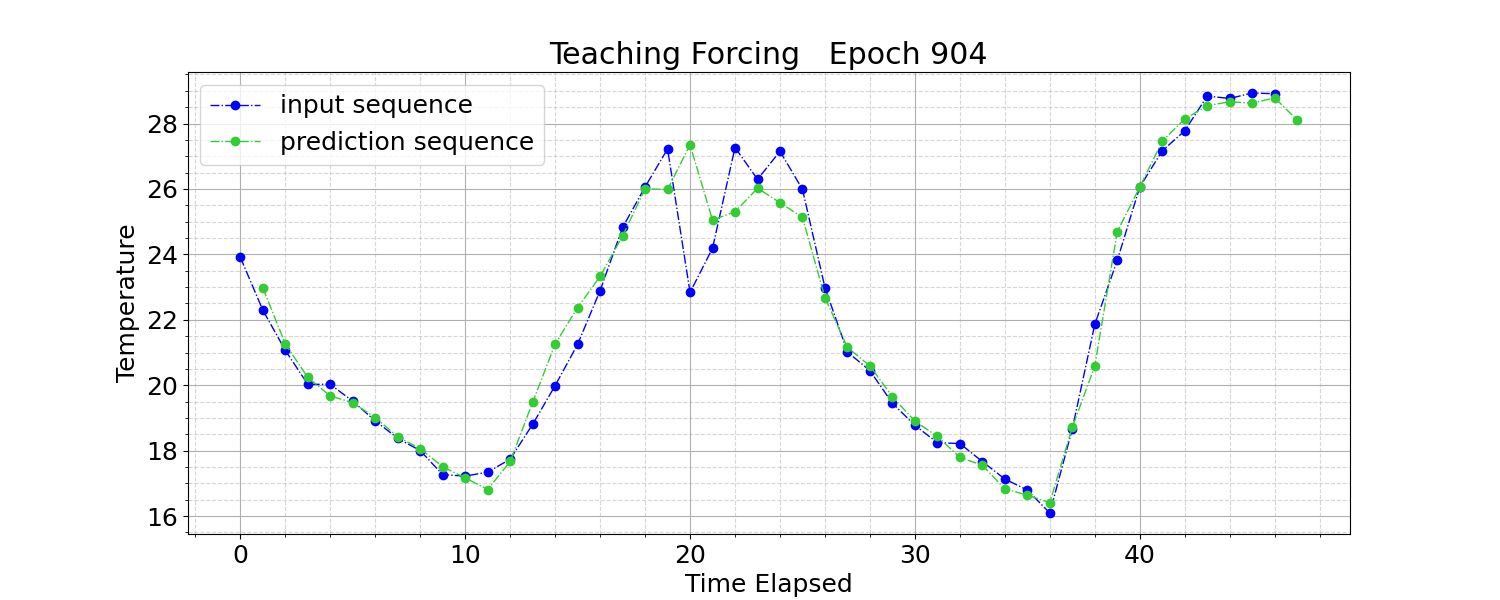 Teaching Forcing   Epoch 904
input sequence
prediction sequence
Temperature
28
26
24
22
20
18
16
0 10 20 30 40
Time Elapsed